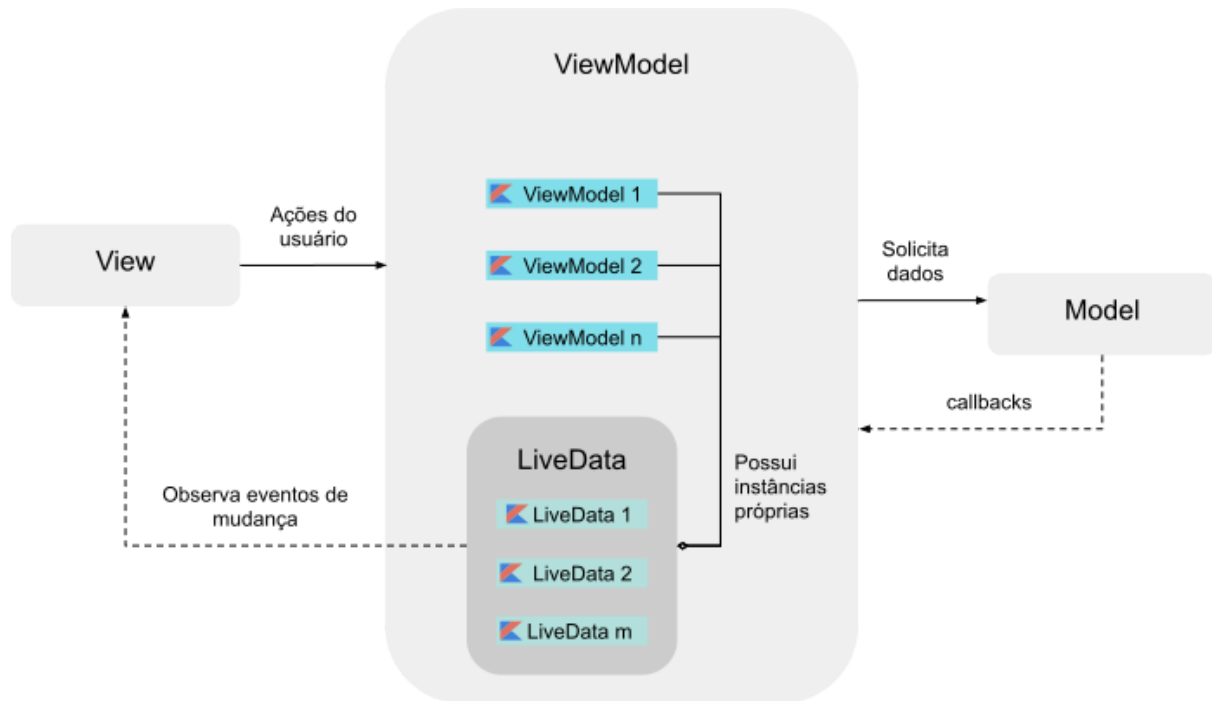 ViewModel
ViewModel 1
Ações do
usuário
View
ViewModel 2
Solicita
dados
Model
ViewModel n
callbacks
LiveData
Possui
instâncias
próprias
Observa eventos de
mudança
LiveData 1
LiveData 2
LiveData m